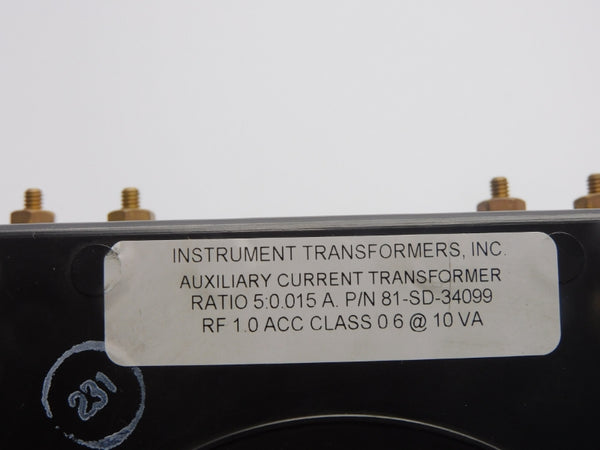 INSTRUMENT TRANSFORMERS, INC.
AUXILIARY CURRENT TRANSFORMER
RATIO 5:0.015 A. P/N 81-SD-34099
RF 1.0 ACC CLASS 0 6 @ 10 VA
231